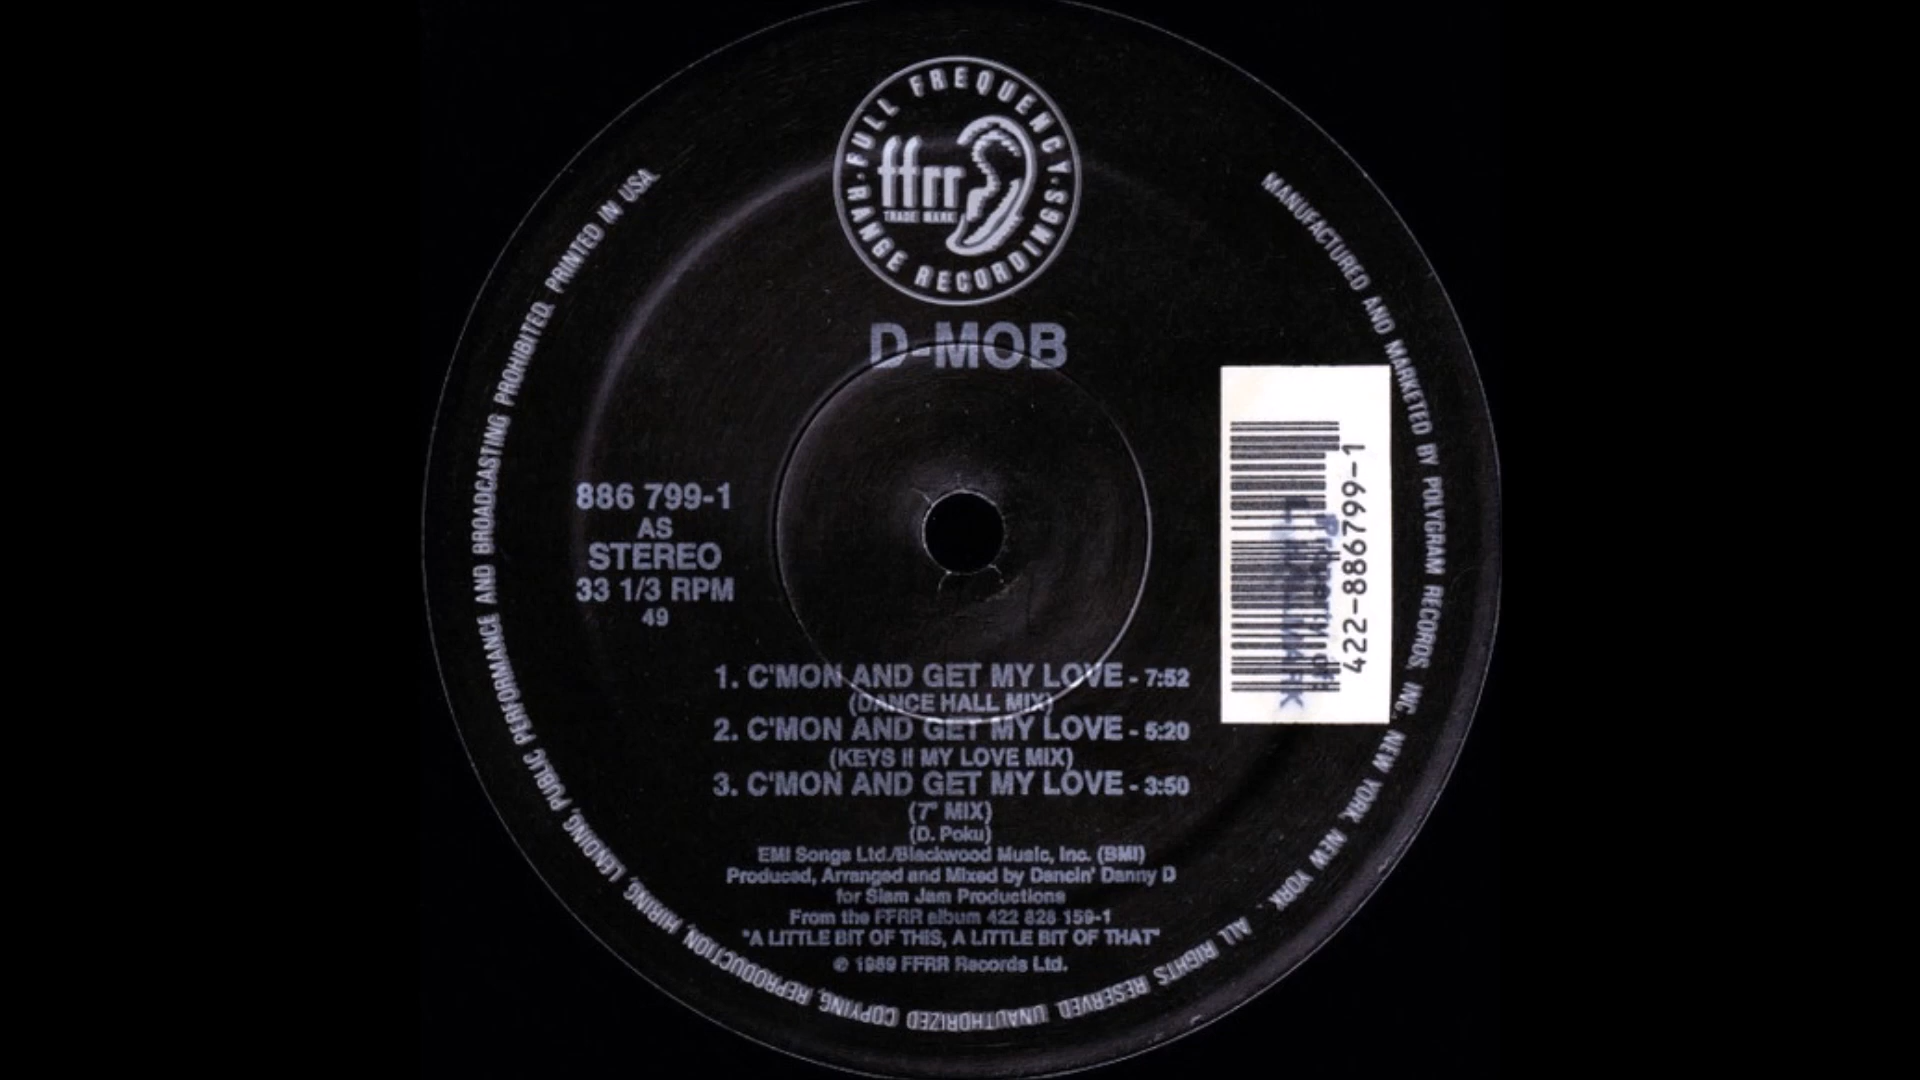 FULL FREQUENCY
ffrr
TRADE MARK
RANGE RECORDINGS
D-MOB
886 799-1
AS
STEREO
33 1/3 RPM
49
422-886799-1
Property of:
1. C'MON AND GET MY LOVE - 7:52
(DANCE HALL MIX)
2. C'MON AND GET MY LOVE - 5:20
(KEYS II MY LOVE MIX)
3. C'MON AND GET MY LOVE - 3:50
(7" MIX)
(D. Poku)
EMI Songs Ltd./Blackwood Music, Inc. (BMI)
Produced, Arranged and Mixed by Dancin' Danny D
for Slam Jam Productions
From the FFRR album 422 828 159-1
"A LITTLE BIT OF THIS, A LITTLE BIT OF THAT"
℗ 1989 FFRR Records Ltd.
MANUFACTURED AND MARKETED BY POLYGRAM RECORDS, INC., NEW YORK, NEW YORK. ALL RIGHTS RESERVED. UNAUTHORIZED COPYING, REPRODUCTION, HIRING, LENDING, PUBLIC PERFORMANCE AND BROADCASTING PROHIBITED. PRINTED IN USA.